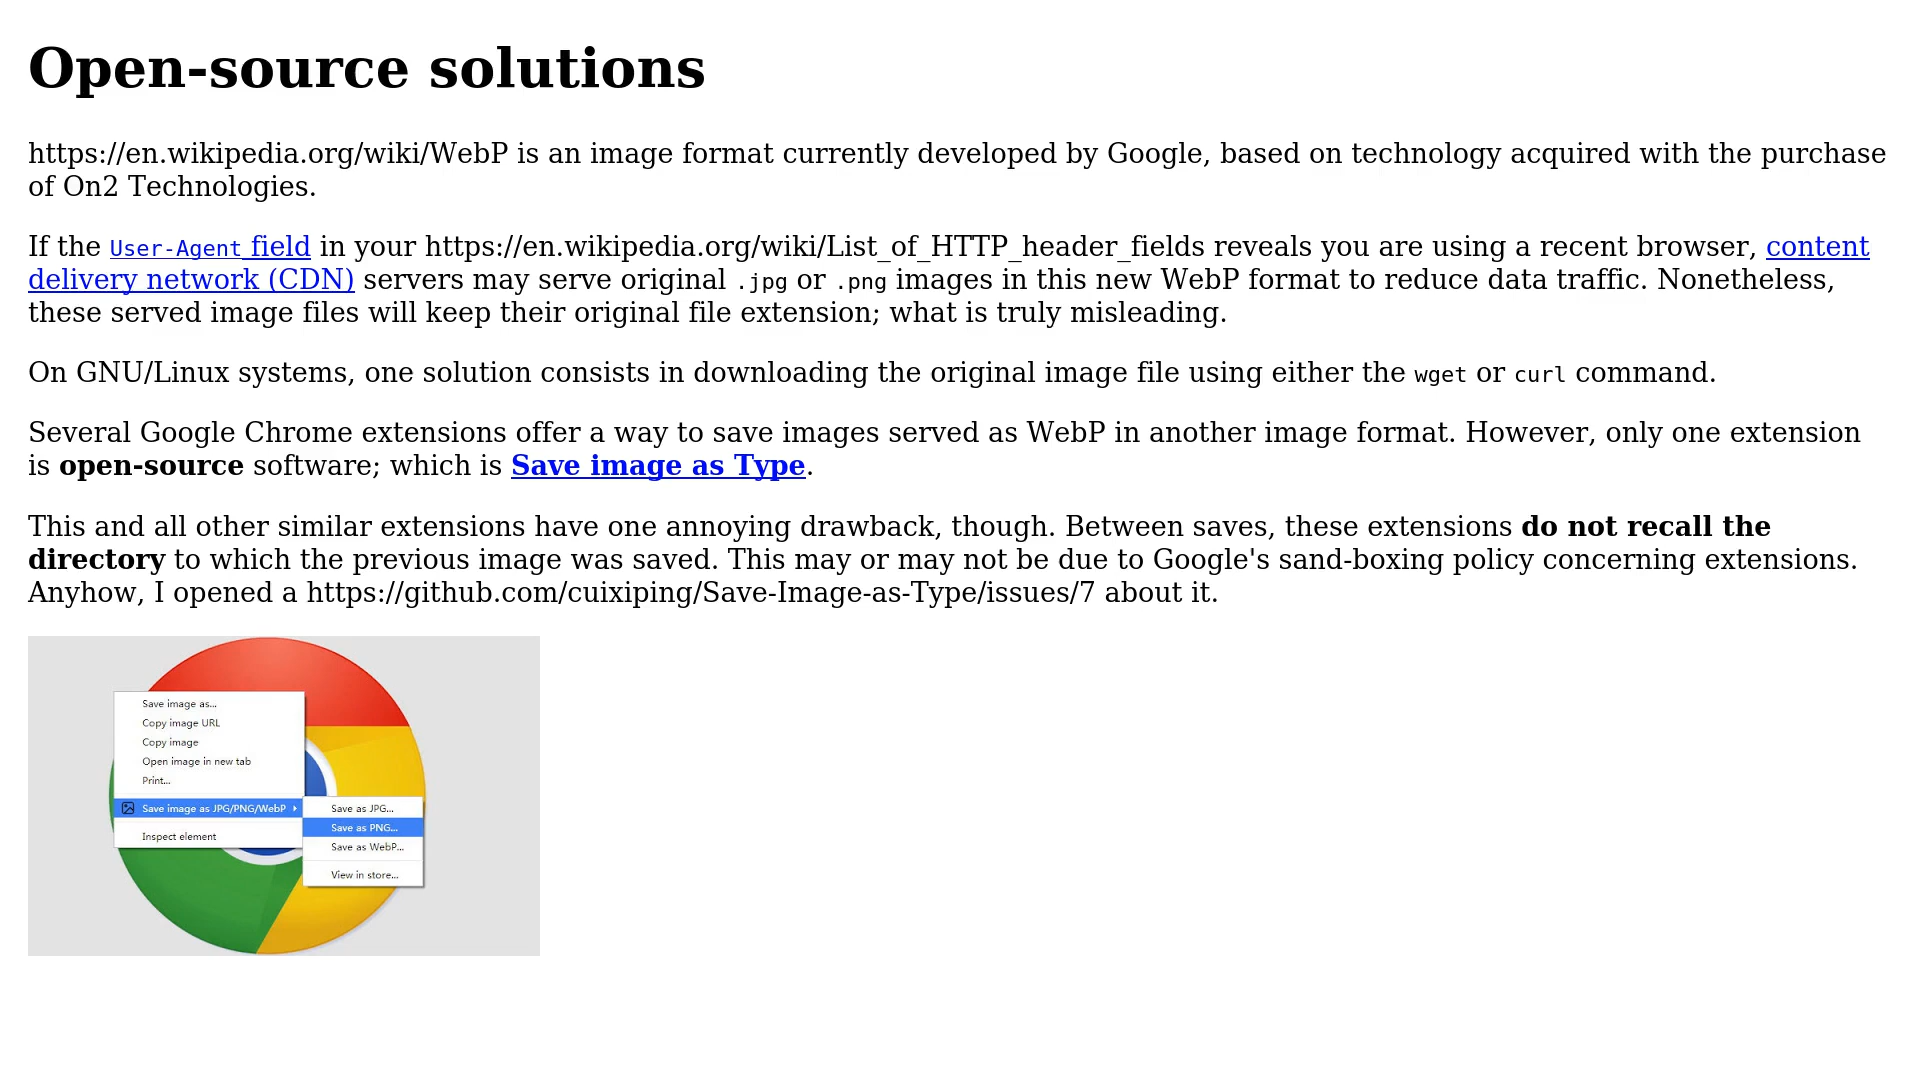 Open-source solutions
https://en.wikipedia.org/wiki/WebP is an image format currently developed by Google, based on technology acquired with the purchase
of On2 Technologies.
If the User-Agent field in your https://en.wikipedia.org/wiki/List_of_HTTP_header_fields reveals you are using a recent browser, content
delivery network (CDN) servers may serve original .jpg or .png images in this new WebP format to reduce data traffic. Nonetheless,
these served image files will keep their original file extension; what is truly misleading.
On GNU/Linux systems, one solution consists in downloading the original image file using either the wget or curl command.
Several Google Chrome extensions offer a way to save images served as WebP in another image format. However, only one extension
is open-source software; which is Save image as Type.
This and all other similar extensions have one annoying drawback, though. Between saves, these extensions do not recall the
directory to which the previous image was saved. This may or may not be due to Google's sand-boxing policy concerning extensions.
Anyhow, I opened a https://github.com/cuixiping/Save-Image-as-Type/issues/7 about it.
Save image as...
Copy image URL
Copy image
Open image in new tab
Print...
Save image as JPG/PNG/WebP
Inspect element
Save as JPG...
Save as PNG...
Save as WebP...
View in store...